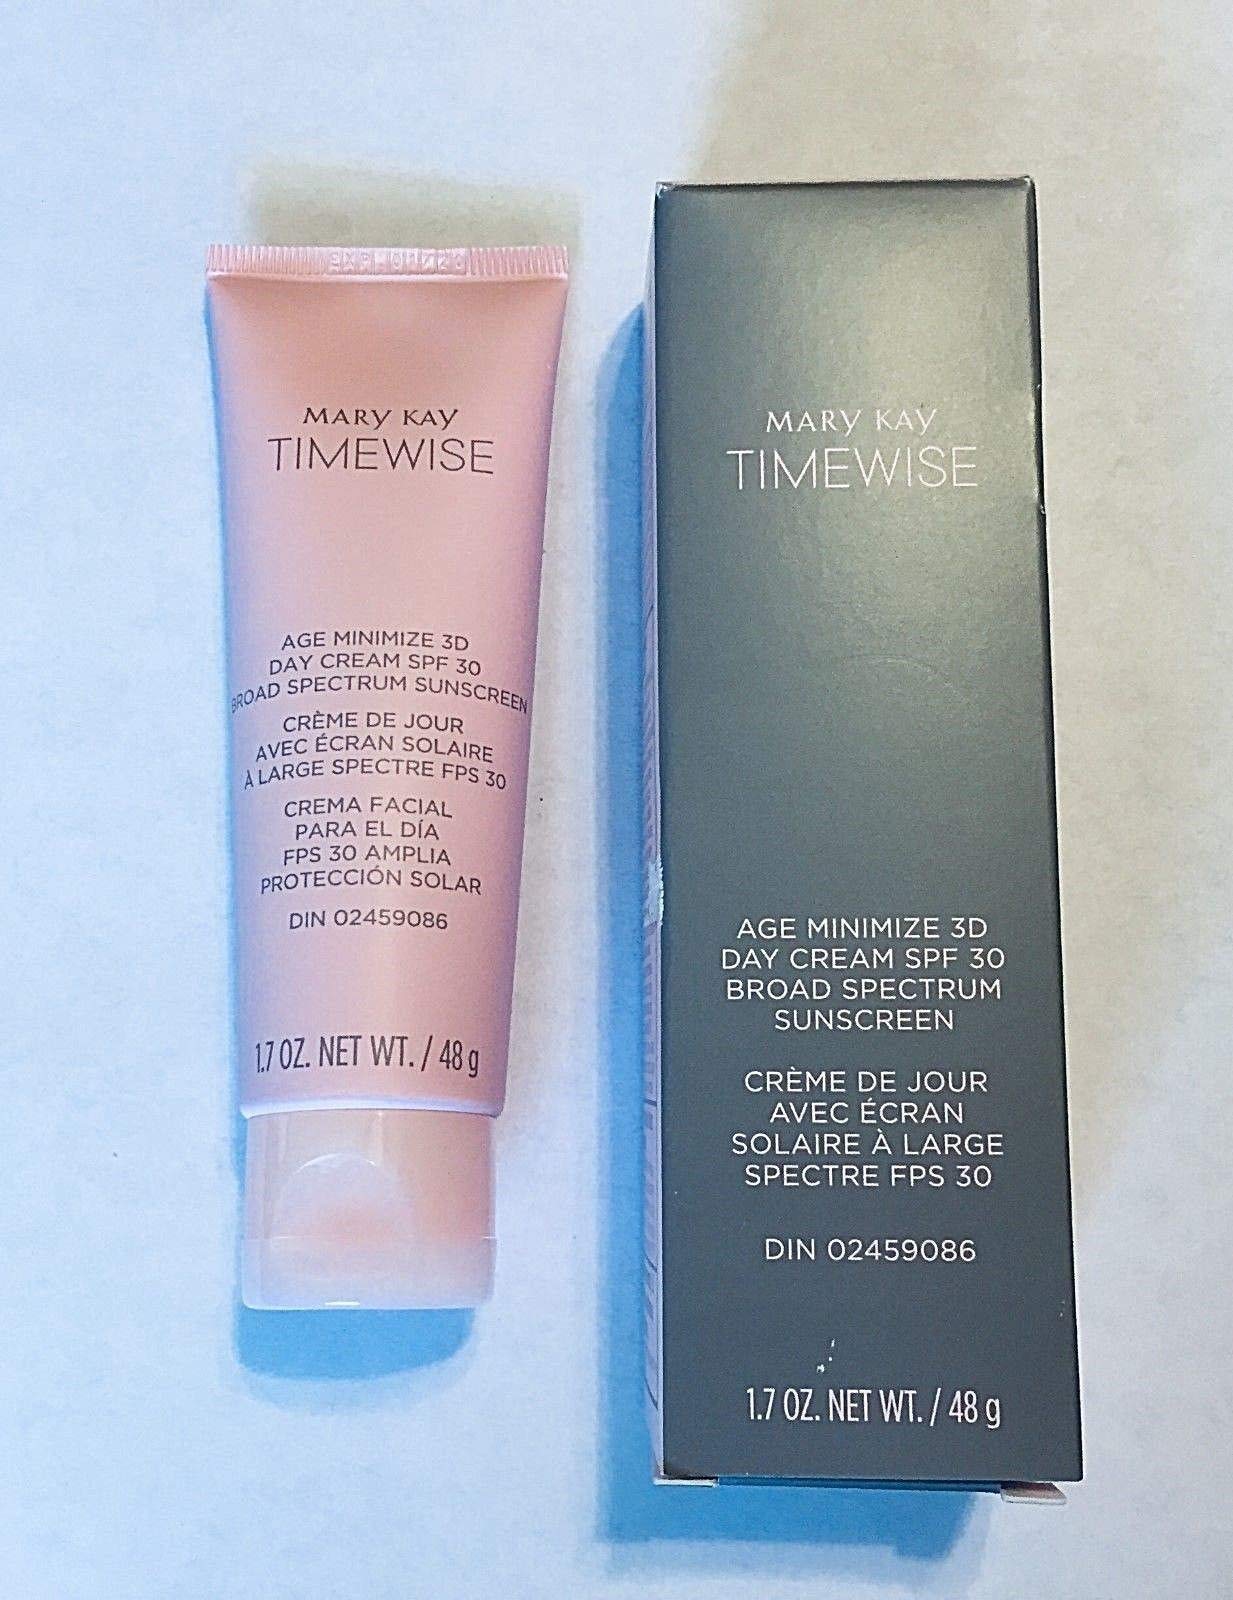 EXP. 01/20
MARY KAY
TIMEWISE
AGE MINIMIZE 3D
DAY CREAM SPF 30
BROAD SPECTRUM SUNSCREEN
CRÈME DE JOUR
AVEC ÉCRAN SOLAIRE
À LARGE SPECTRE FPS 30
CREMA FACIAL
PARA EL DÍA
FPS 30 AMPLIA
PROTECCIÓN SOLAR
DIN 02459086
1.7 OZ. NET WT. / 48 g
MARY KAY
TIMEWISE
AGE MINIMIZE 3D
DAY CREAM SPF 30
BROAD SPECTRUM
SUNSCREEN
CRÈME DE JOUR
AVEC ÉCRAN
SOLAIRE À LARGE
SPECTRE FPS 30
DIN 02459086
1.7 OZ. NET WT. / 48 g